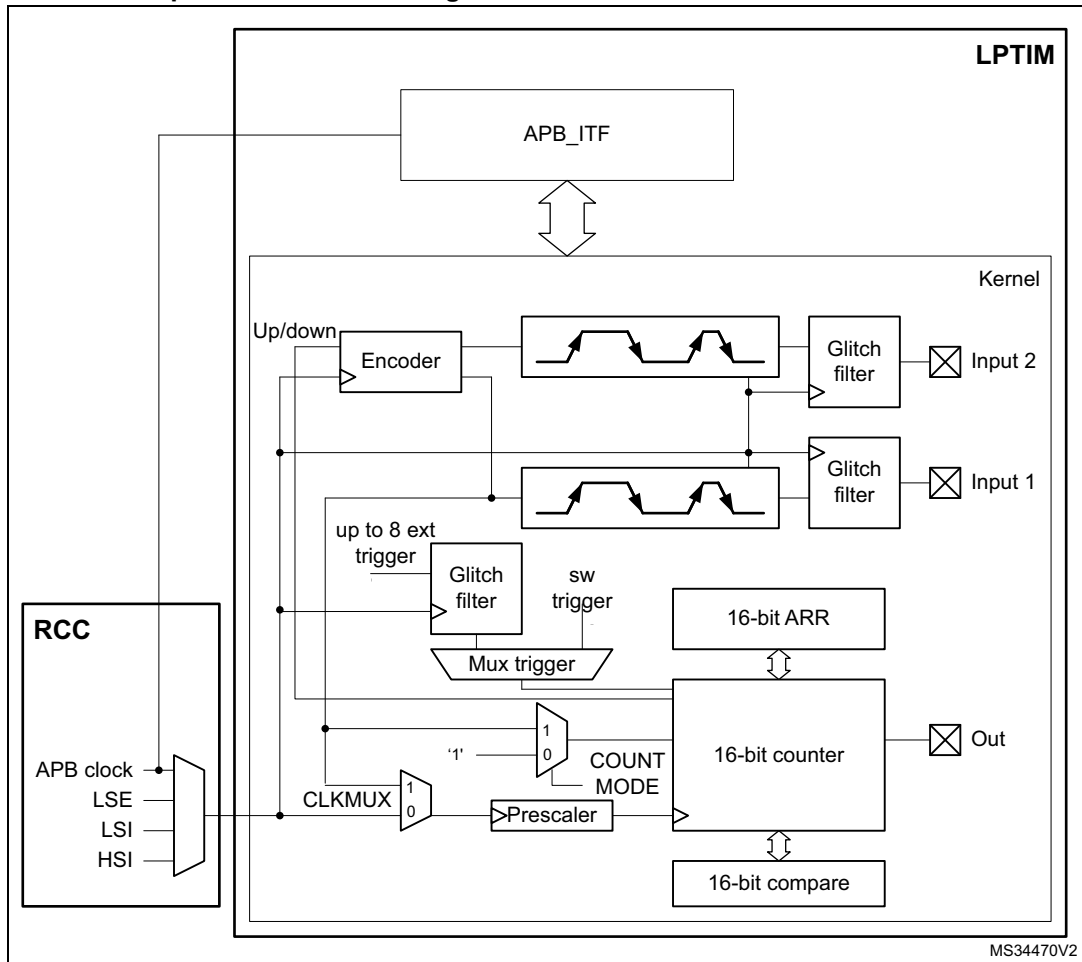 LPTIM
APB_ITF
Kernel
Up/down
Encoder
Glitch
filter
Input 2
Glitch
filter
Input 1
up to 8 ext
trigger
Glitch
filter
sw
trigger
Mux trigger
16-bit ARR
RCC
APB clock
LSE
LSI
HSI
CLKMUX
1
0
'1'
1
0
COUNT
MODE
Prescaler
16-bit counter
Out
16-bit compare
MS34470V2